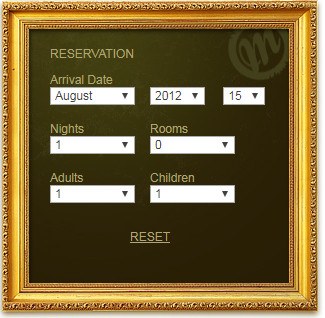 RESERVATION
Arrival Date
August 2012 15
Nights Rooms
1 0
Adults Children
1 1
RESET